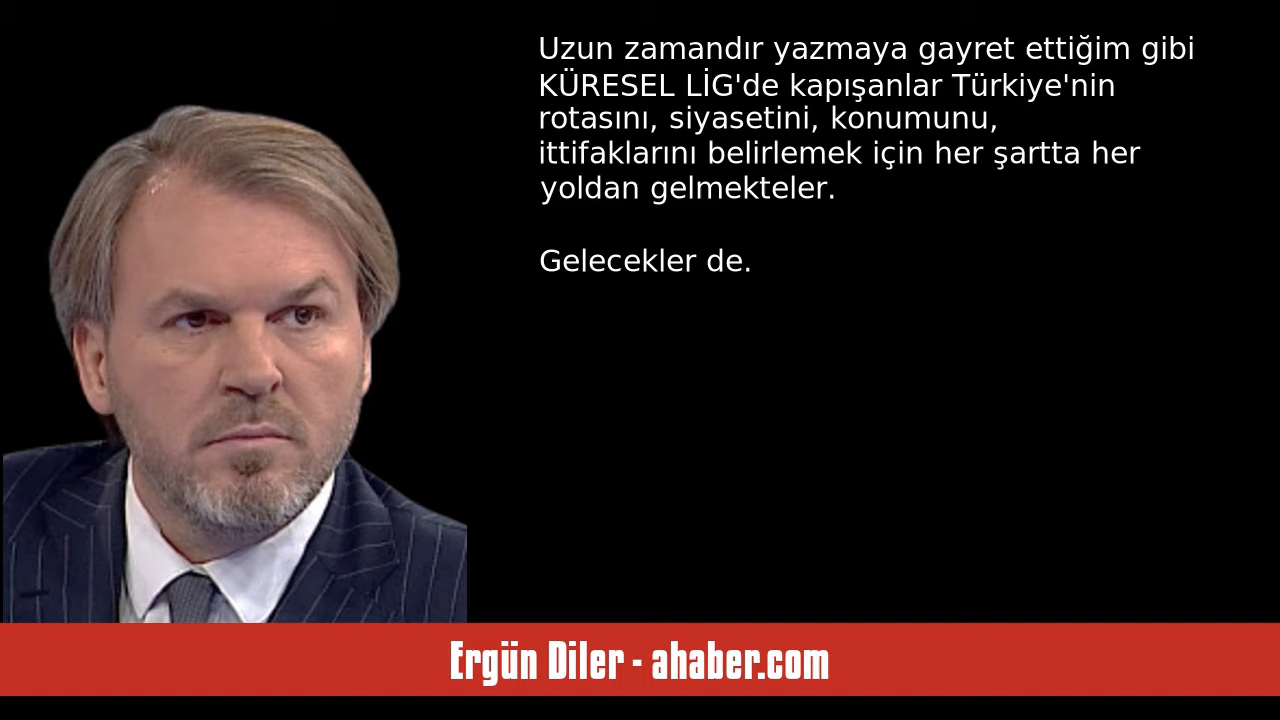 Uzun zamandır yazmaya gayret ettiğim gibi
KÜRESEL LİG'de kapışanlar Türkiye'nin
rotasını, siyasetini, konumunu,
ittifaklarını belirlemek için her şartta her
yoldan gelmekteler.
Gelecekler de.
Ergün Diler - ahaber.com